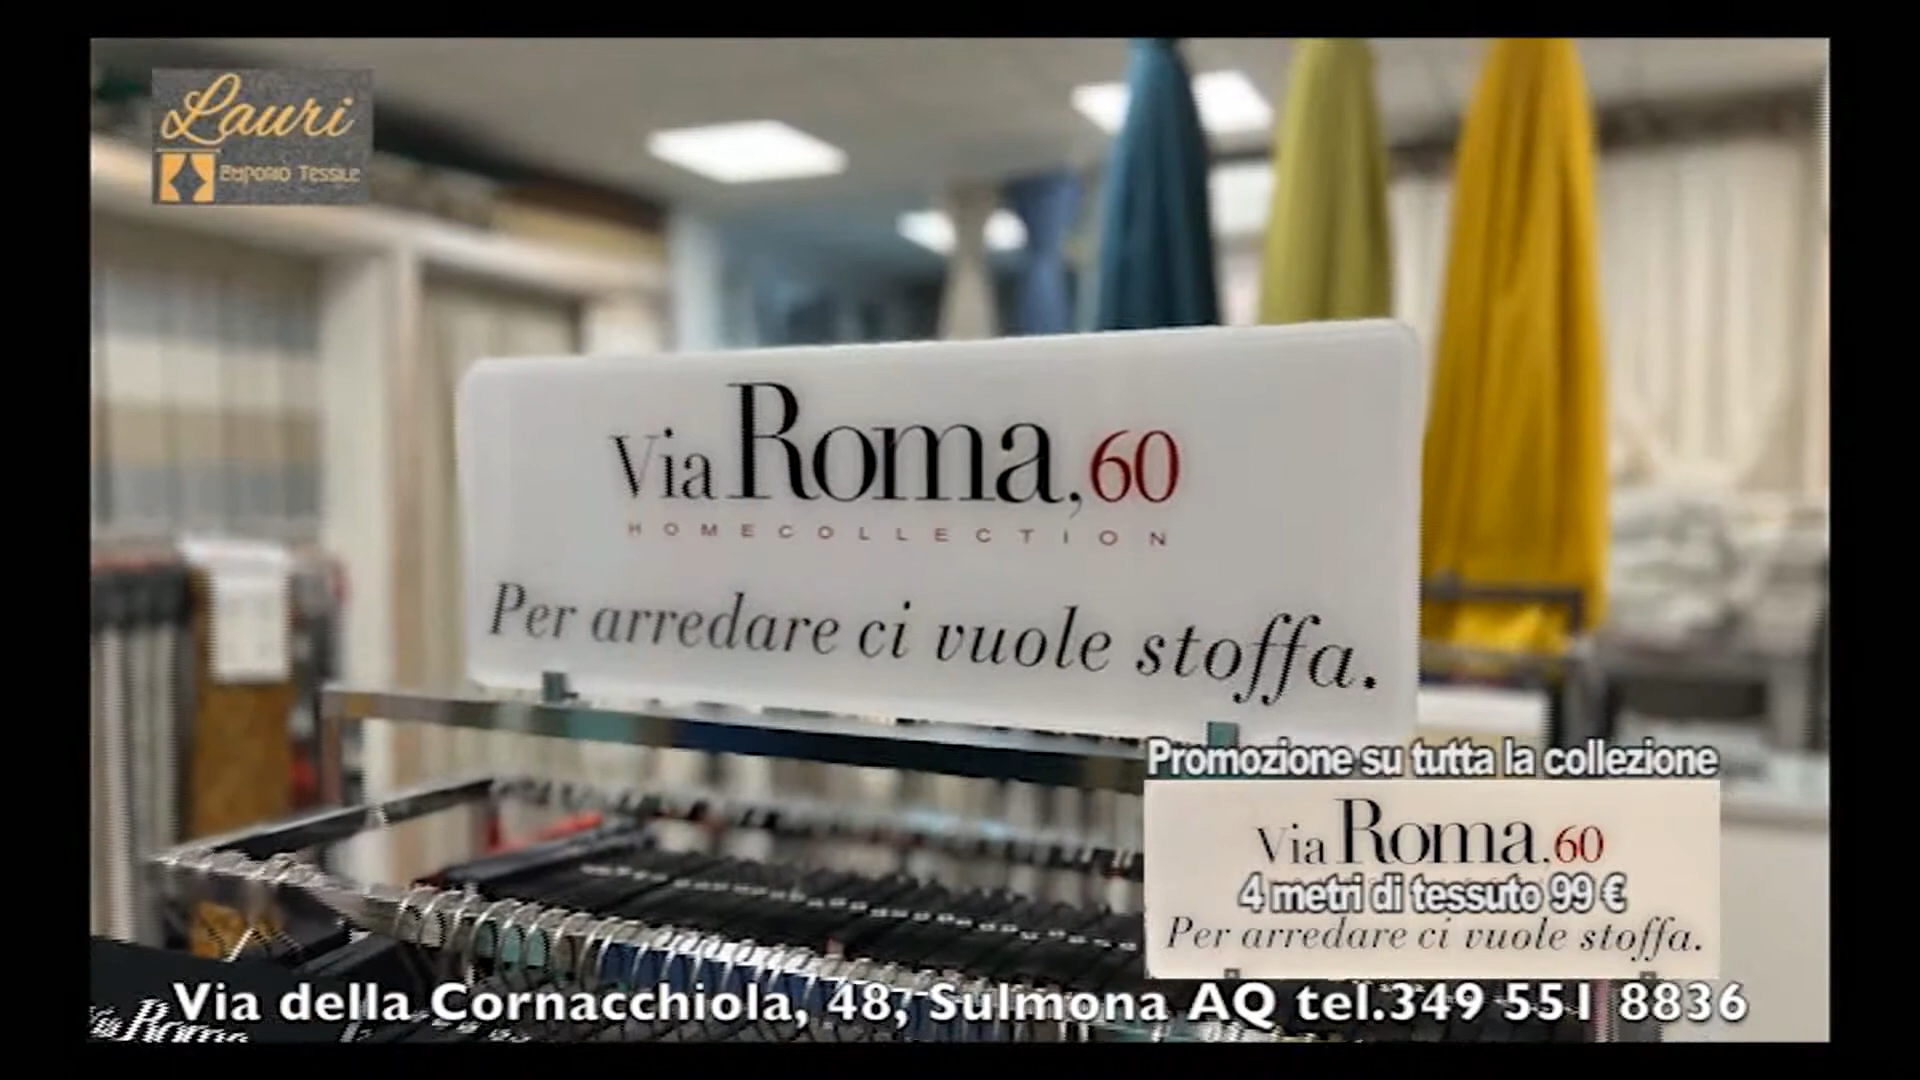 Lauri
EMPORIO TESSILE
Via Roma, 60
HOMECOLLECTION
Per arredare ci vuole stoffa.
Promozione su tutta la collezione
Via Roma, 60
4 metri di tessuto 99 €
Per arredare ci vuole stoffa.
Via della Cornacchiola, 48, Sulmona AQ tel.349 551 8836
Via Roma